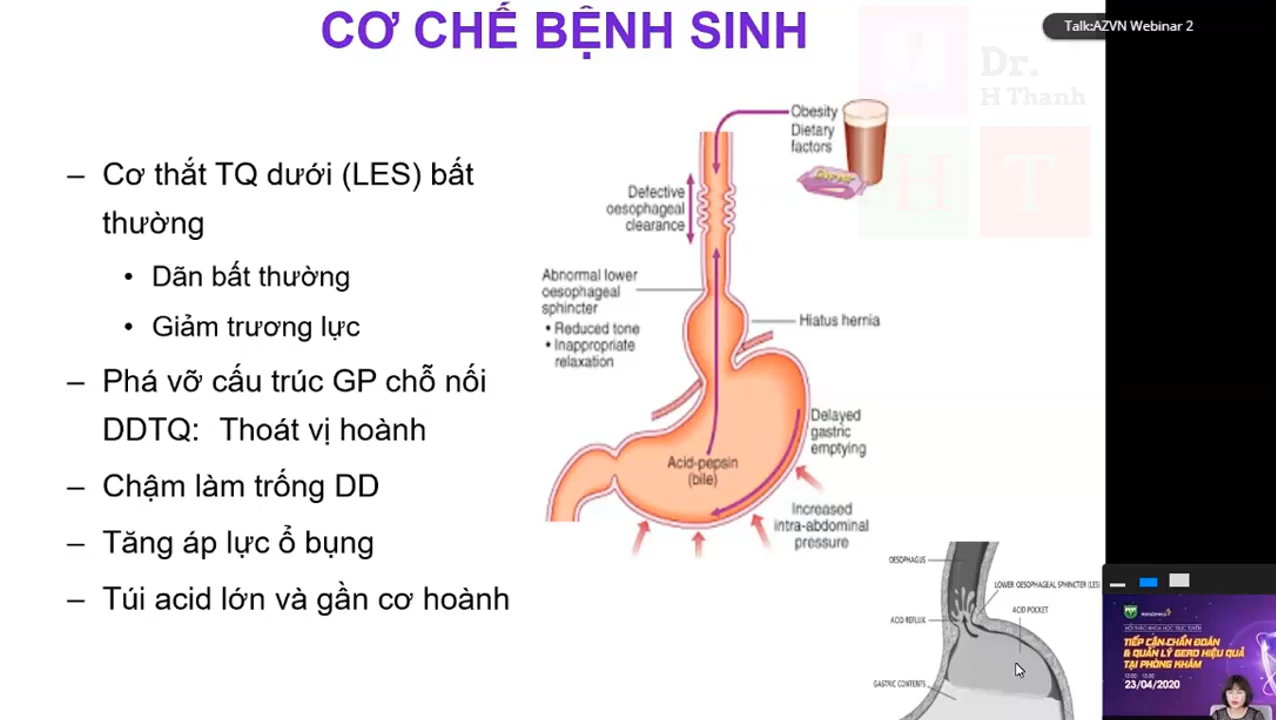 CƠ CHẾ BỆNH SINH
Talk:AZVN Webinar 2
Dr.
H Thanh
H
T
– Cơ thắt TQ dưới (LES) bất
thường
• Dãn bất thường
• Giảm trương lực
– Phá vỡ cấu trúc GP chỗ nối
DDTQ: Thoát vị hoành
– Chậm làm trống DD
– Tăng áp lực ổ bụng
– Túi acid lớn và gần cơ hoành
Obesity
Dietary
factors
Defective
oesophageal
clearance
Abnormal lower
oesophageal
sphincter
• Reduced tone
• Inappropriate
relaxation
Hiatus hernia
Delayed
gastric
emptying
Acid-pepsin
(bile)
Increased
intra-abdominal
pressure
OESOPHAGUS
LOWER OESOPHAGEAL SPHINCTER (LES)
ACID POCKET
ACID REFLUX
GASTRIC CONTENTS
HỘI THẢO KHOA HỌC TRỰC TUYẾN
TIẾP CẬN CHẨN ĐOÁN
& QUẢN LÝ GERD HIỆU QUẢ
TẠI PHÒNG KHÁM
23/04/2020